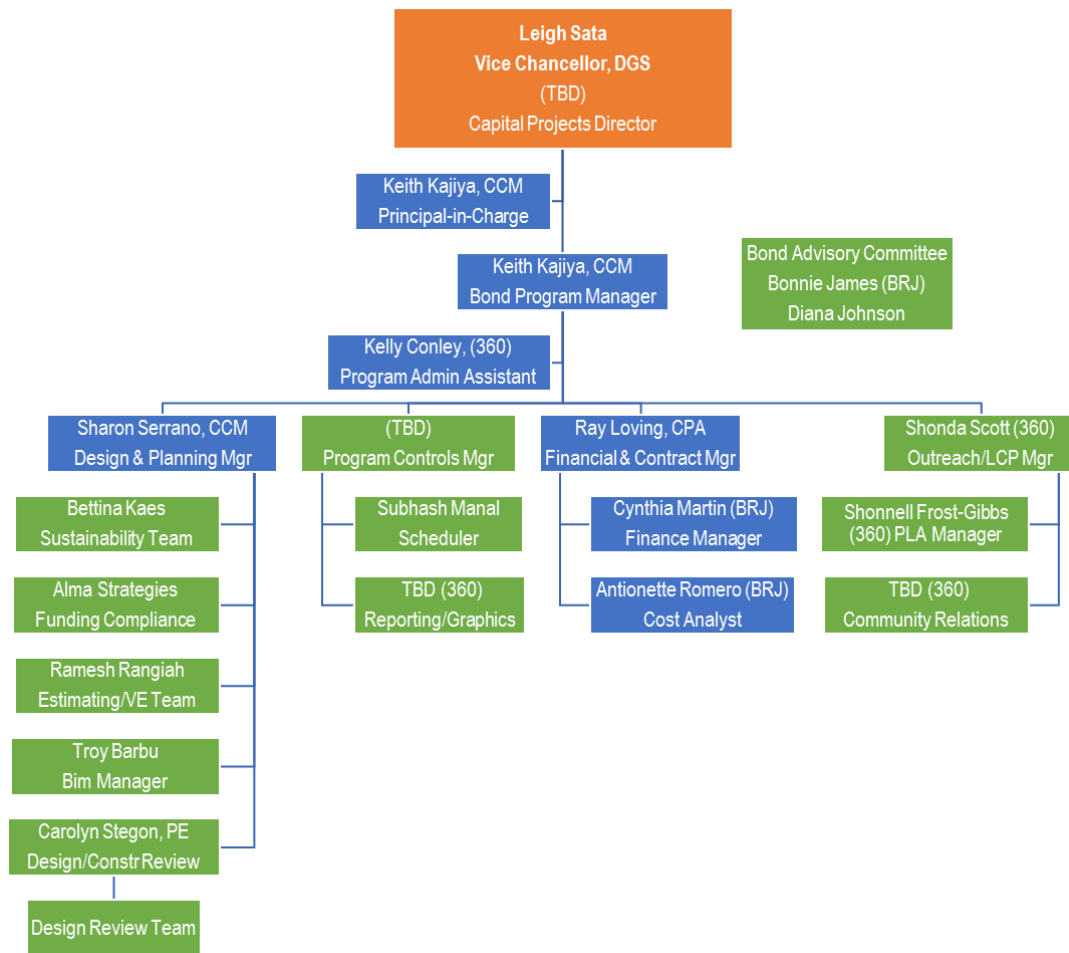 Leigh Sata
Vice Chancellor, DGS
(TBD)
Capital Projects Director
Keith Kajiya, CCM
Principal-in-Charge
Keith Kajiya, CCM
Bond Program Manager
Bond Advisory Committee
Bonnie James (BRJ)
Diana Johnson
Kelly Conley, (360)
Program Admin Assistant
Sharon Serrano, CCM
Design & Planning Mgr
(TBD)
Program Controls Mgr
Ray Loving, CPA
Financial & Contract Mgr
Shonda Scott (360)
Outreach/LCP Mgr
Bettina Kaes
Sustainability Team
Alma Strategies
Funding Compliance
Ramesh Rangiah
Estimating/VE Team
Troy Barbu
Bim Manager
Carolyn Stegon, PE
Design/Constr Review
Design Review Team
Subhash Manal
Scheduler
TBD (360)
Reporting/Graphics
Cynthia Martin (BRJ)
Finance Manager
Antionette Romero (BRJ)
Cost Analyst
Shonnell Frost-Gibbs
(360) PLA Manager
TBD (360)
Community Relations